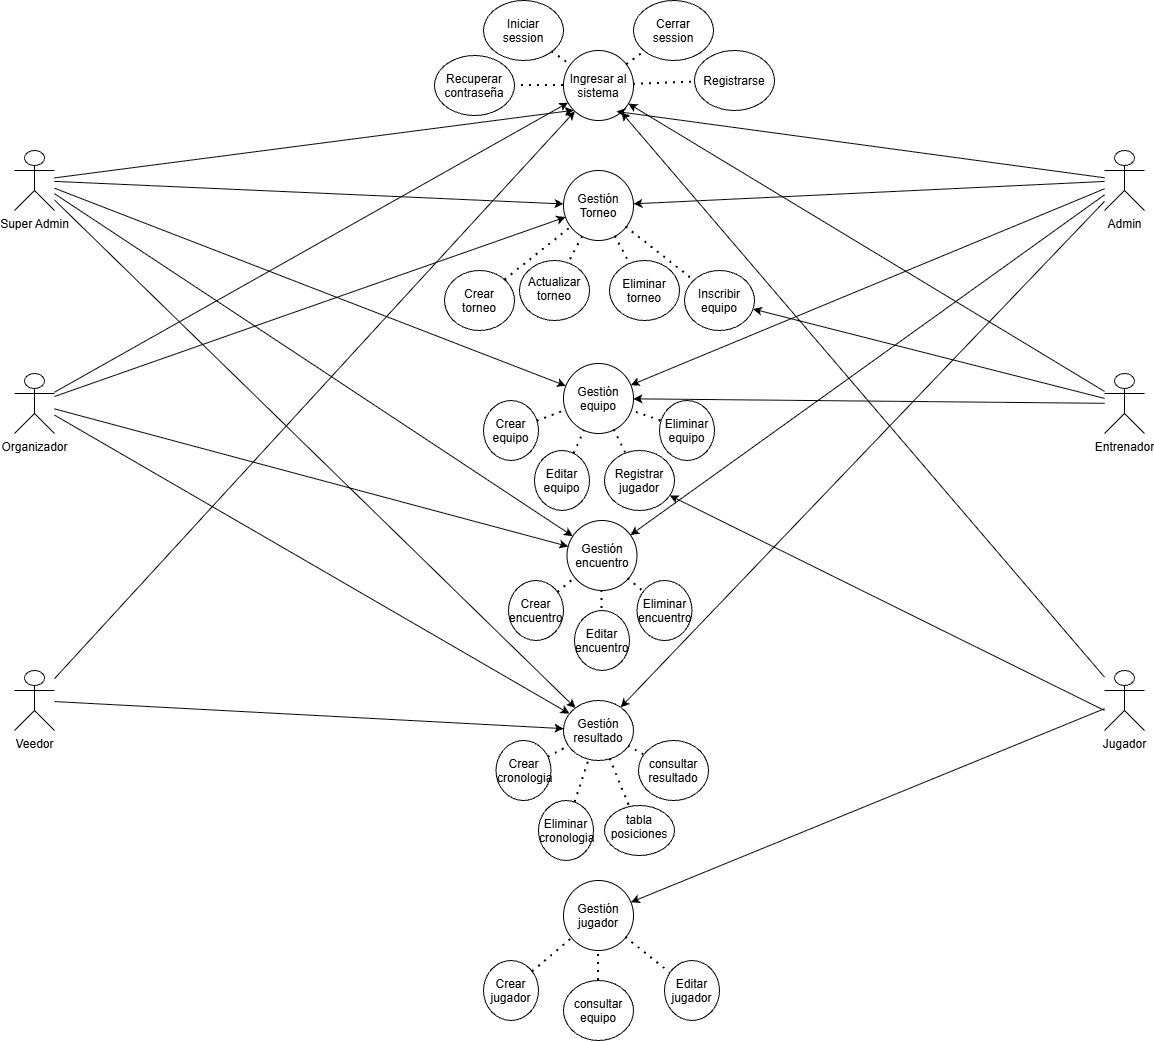 Iniciar
session
Cerrar
session
Recuperar
contraseña
Ingresar al
sistema
Registrarse
Super Admin
Admin
Gestión
Torneo
Crear
torneo
Actualizar
torneo
Eliminar
torneo
Inscribir
equipo
Organizador
Entrenador
Gestión
equipo
Crear
equipo
Eliminar
equipo
Editar
equipo
Registrar
jugador
Gestión
encuentro
Crear
encuentro
Editar
encuentro
Eliminar
encuentro
Veedor
Jugador
Gestión
resultado
Crear
cronologia
consultar
resultado
Eliminar
cronologia
tabla
posiciones
Gestión
jugador
Crear
jugador
consultar
equipo
Editar
jugador